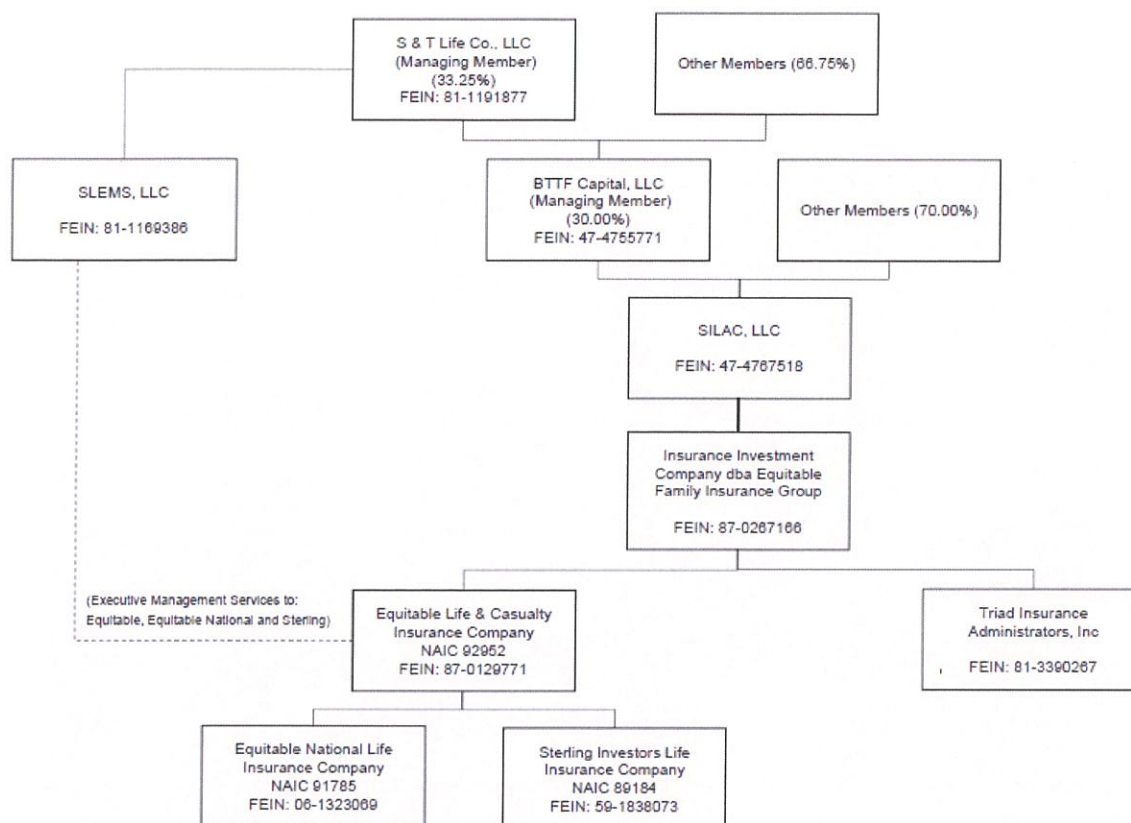 S & T Life Co., LLC
(Managing Member)
(33.25%)
FEIN: 81-1191877
Other Members (66.75%)
SLEMS, LLC
FEIN: 81-1169386
BTTF Capital, LLC
(Managing Member)
(30.00%)
FEIN: 47-4755771
Other Members (70.00%)
SILAC, LLC
FEIN: 47-4767518
Insurance Investment
Company dba Equitable
Family Insurance Group
FEIN: 87-0267166
(Executive Management Services to:
Equitable, Equitable National and Sterling)
Equitable Life & Casualty
Insurance Company
NAIC 92952
FEIN: 87-0129771
Triad Insurance
Administrators, Inc
FEIN: 81-3390267
Equitable National Life
Insurance Company
NAIC 91785
FEIN: 06-1323069
Sterling Investors Life
Insurance Company
NAIC 89184
FEIN: 59-1838073